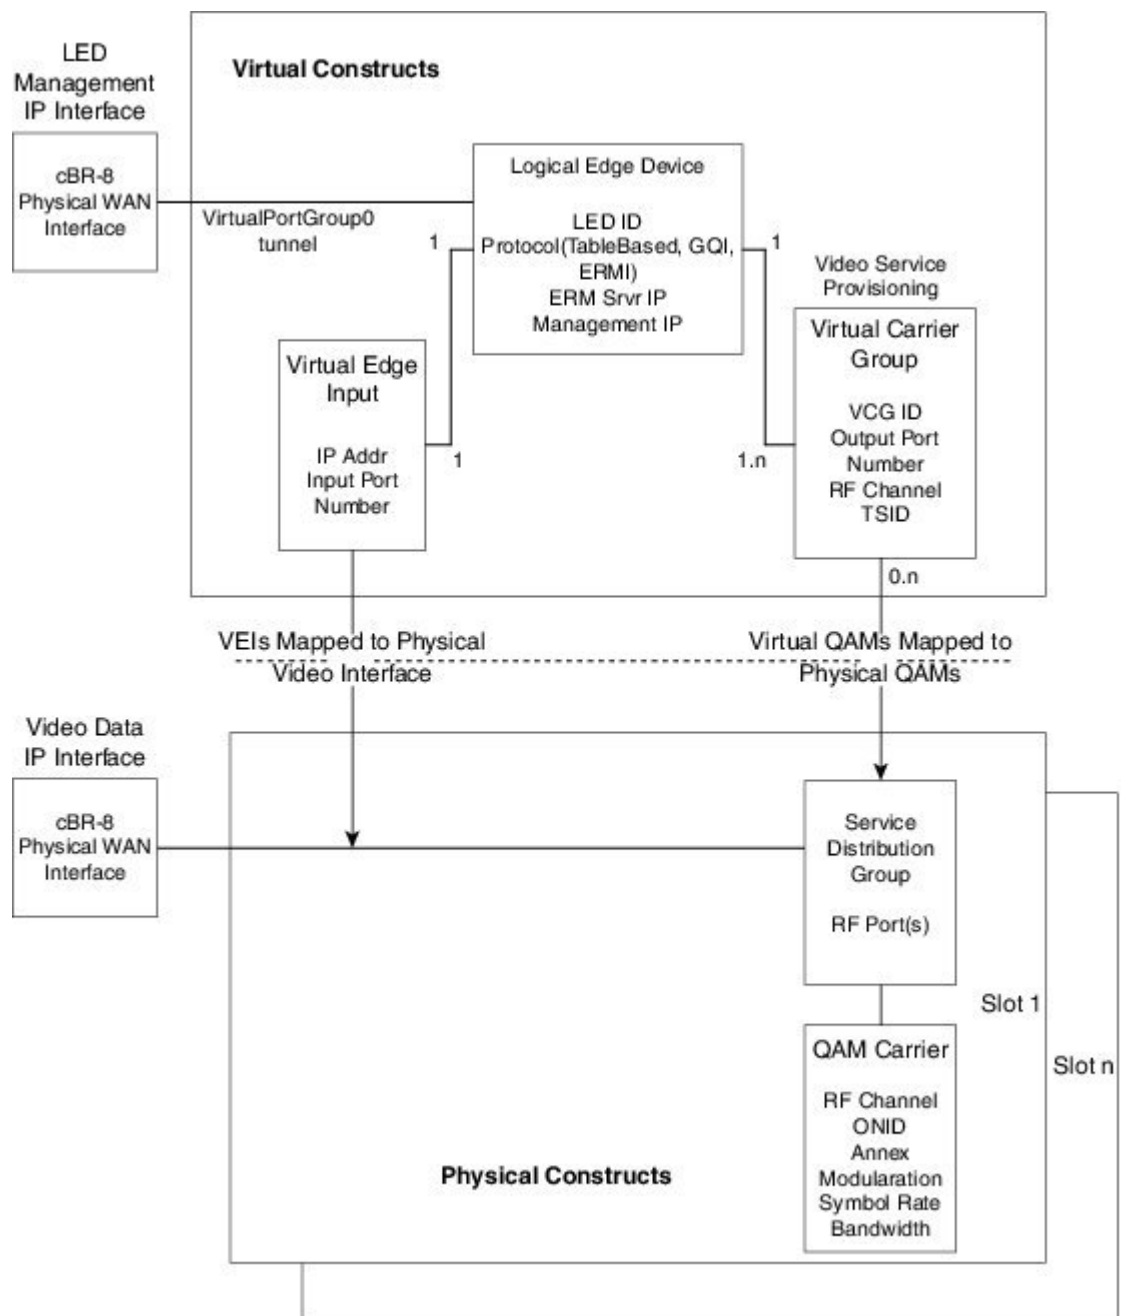 LED
Management
IP Interface
cBR-8
Physical WAN
Interface
Virtual Constructs
VirtualPortGroup0
tunnel
Logical Edge Device
LED ID
Protocol(TableBased, GQI,
ERMI)
ERM Srvr IP
Management IP
1
1
Video Service
Provisioning
Virtual Edge
Input
IP Addr
Input Port
Number
1
1.n
Virtual Carrier
Group
VCG ID
Output Port
Number
RF Channel
TSID
0.n
VEIs Mapped to Physical
Video Interface
Virtual QAMs Mapped to
Physical QAMs
Video Data
IP Interface
cBR-8
Physical WAN
Interface
Service
Distribution
Group
RF Port(s)
Slot 1
Slot n
QAM Carrier
RF Channel
ONID
Annex
Modularation
Symbol Rate
Bandwidth
Physical Constructs